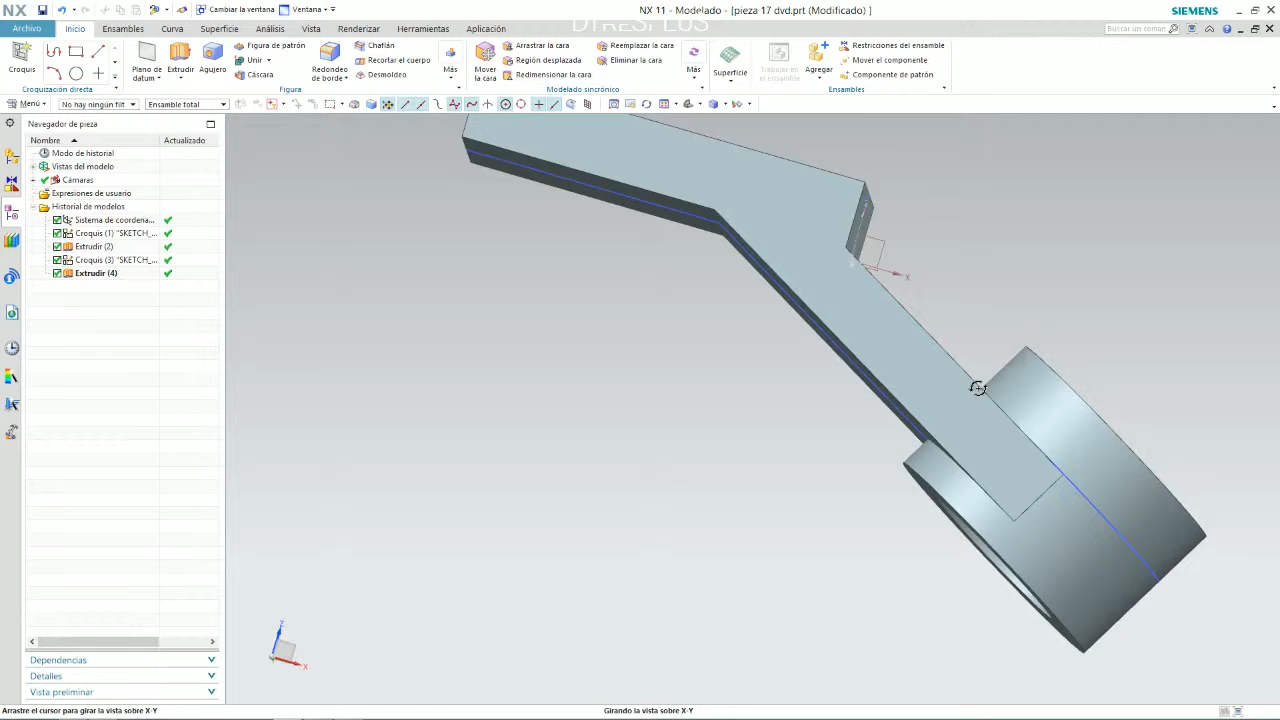 NX
Cambiar la ventana
Ventana
NX 11 - Modelado - [pieza 17 dvd.prt (Modificado) ]
SIEMENS
DTRESPLUS
Archivo
Inicio
Ensambles
Curva
Superficie
Análisis
Vista
Renderizar
Herramientas
Aplicación
Buscar un coman
Croquis
Croquización directa
Plano de datum
Extrudir
Agujero
Figura de patrón
Unir
Cáscara
Redondeo de borde
Chaflán
Recortar el cuerpo
Desmoldeo
Más
Figura
Mover la cara
Arrastrar la cara
Región desplazada
Redimensionar la cara
Reemplazar la cara
Eliminar la cara
Más
Modelado sincrónico
Superficie
Trabajar en el ensamble
Agregar
Restricciones del ensamble
Mover el componente
Componente de patrón
Ensambles
Menú
No hay ningún filt
Ensamble total
Navegador de pieza
Nombre
Actualizado
Modo de historial
Vistas del modelo
Cámaras
Expresiones de usuario
Historial de modelos
Sistema de coordena...
Croquis (1) "SKETCH_...
Extrudir (2)
Croquis (3) "SKETCH_...
Extrudir (4)
X
Z
X
Dependencias
Detalles
Vista preliminar
Arrastre el cursor para girar la vista sobre X-Y
Girando la vista sobre X-Y